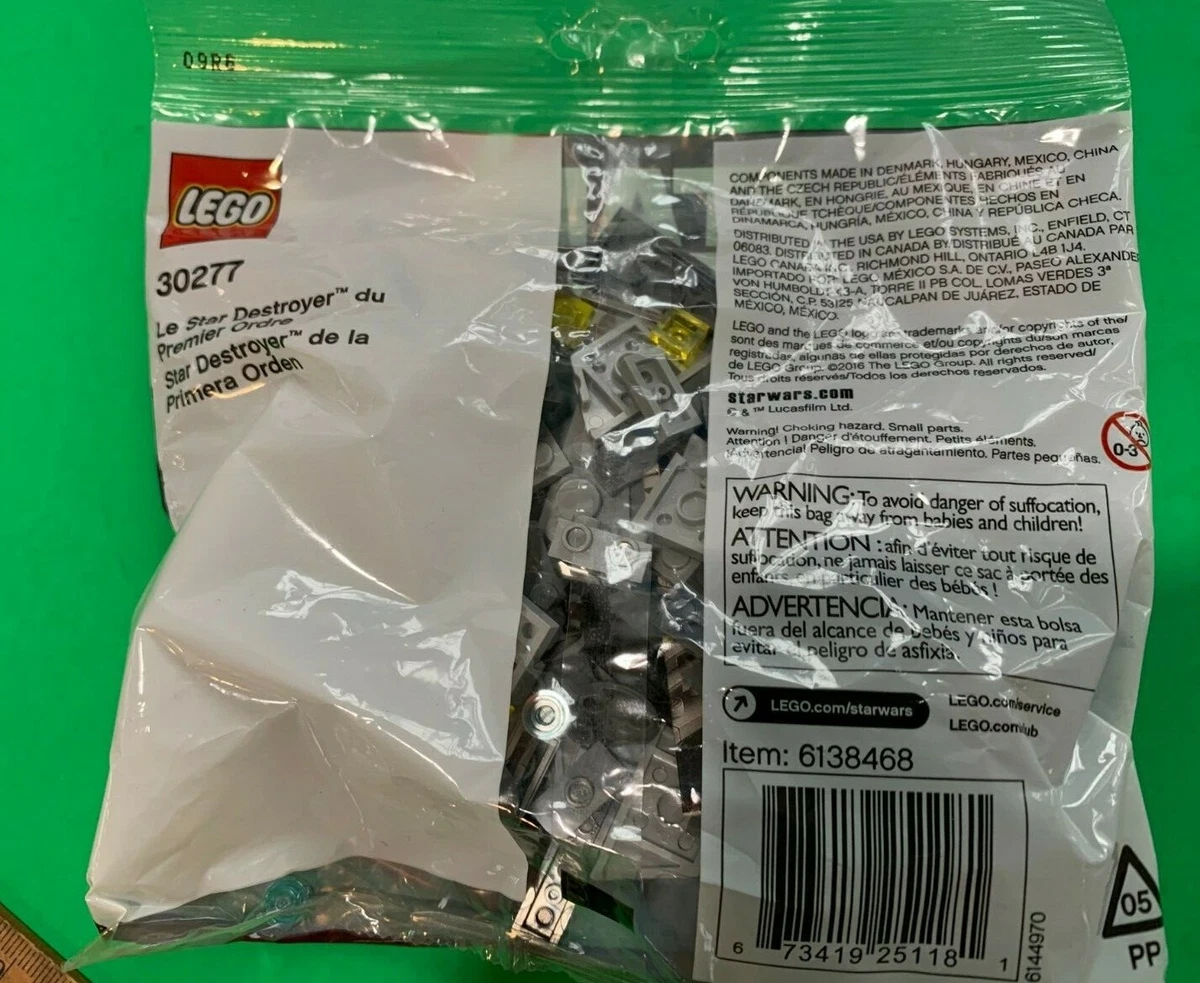 09R6
LEGO
30277
Le Star Destroyer™ du
Premier Ordre
Star Destroyer™ de la
Primera Orden
COMPONENTS MADE IN DENMARK, HUNGARY, MEXICO, CHINA
AND THE CZECH REPUBLIC/ÉLÉMENTS FABRIQUÉS AU
DANEMARK, EN HONGRIE, AU MEXIQUE, EN CHINE ET EN
RÉPUBLIQUE TCHÈQUE/COMPONENTES HECHOS EN
DINAMARCA, HUNGRÍA, MÉXICO, CHINA Y REPÚBLICA CHECA.
DISTRIBUTED IN THE USA BY LEGO SYSTEMS, INC., ENFIELD, CT
06083. DISTRIBUTED IN CANADA BY/DISTRIBUÉ AU CANADA PAR
LEGO CANADA INC., RICHMOND HILL, ONTARIO L4B 1J4.
IMPORTADO POR: LEGO MÉXICO S.A. DE C.V., PASEO ALEXANDE
VON HUMBOLDT 43-A, TORRE II PB COL. LOMAS VERDES 3ª
SECCIÓN, C.P. 53125 NAUCALPAN DE JUÁREZ, ESTADO DE
MÉXICO, MÉXICO.
LEGO and the LEGO logo are trademarks and/or copyrights of the/
sont des marques de commerce et/ou copyrights du/son marcas
registradas, algunas de ellas protegidas por derechos de autor,
de LEGO Group. ©2016 The LEGO Group. All rights reserved/
Tous droits réservés/Todos los derechos reservados.
starwars.com
© & ™ Lucasfilm Ltd.
Warning! Choking hazard. Small parts.
Attention ! Danger d'étouffement. Petits éléments.
¡Advertencia! Peligro de atragantamiento. Partes pequeñas.
0-3
WARNING: To avoid danger of suffocation,
keep this bag away from babies and children!
ATTENTION : afin d'éviter tout risque de
suffocation, ne jamais laisser ce sac à portée des
enfants en particulier des bébés !
ADVERTENCIA: Mantener esta bolsa
fuera del alcance de bebés y niños para
evitar el peligro de asfixia.
LEGO.com/starwars
LEGO.com/service
LEGO.com/club
Item: 6138468
6 73419 25118 1
6144970
05
PP